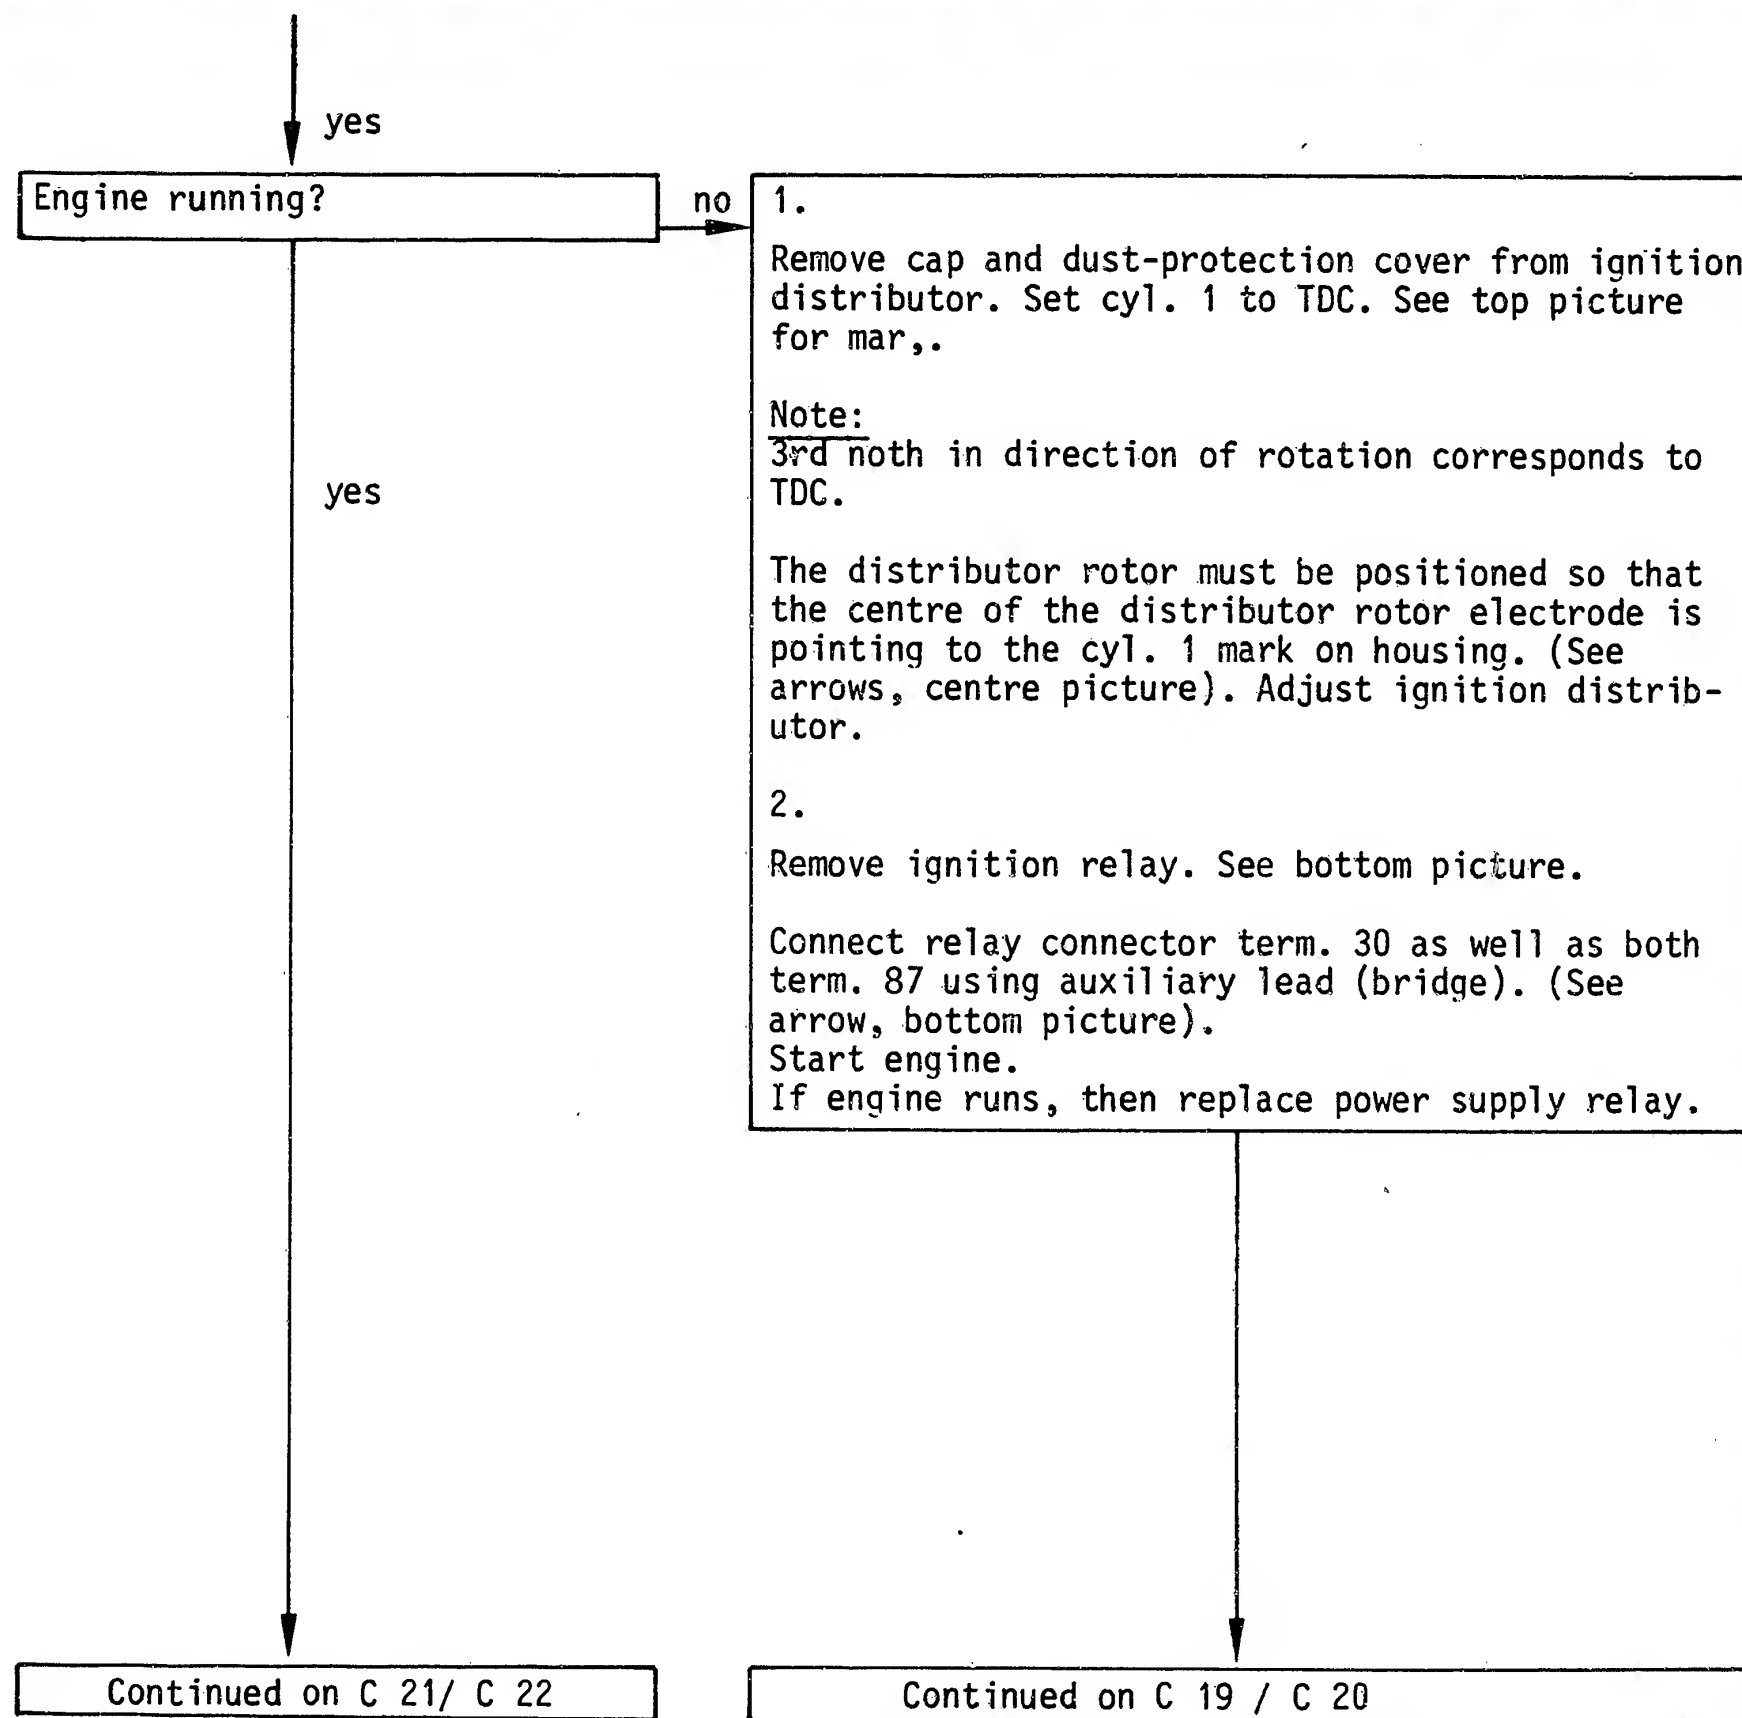 yes
Engine running?
no
1.
Remove cap and dust-protection cover from ignition
distributor. Set cyl. 1 to TDC. See top picture
for mar,.
Note:
3rd noth in direction of rotation corresponds to
TDC.
yes
The distributor rotor must be positioned so that
the centre of the distributor rotor electrode is
pointing to the cyl. 1 mark on housing. (See
arrows, centre picture). Adjust ignition distrib-
utor.
2.
Remove ignition relay. See bottom picture.
Connect relay connector term. 30 as well as both
term. 87 using auxiliary lead (bridge). (See
arrow, bottom picture).
Start engine.
If engine runs, then replace power supply relay.
Continued on C 21/ C 22
Continued on C 19 / C 20